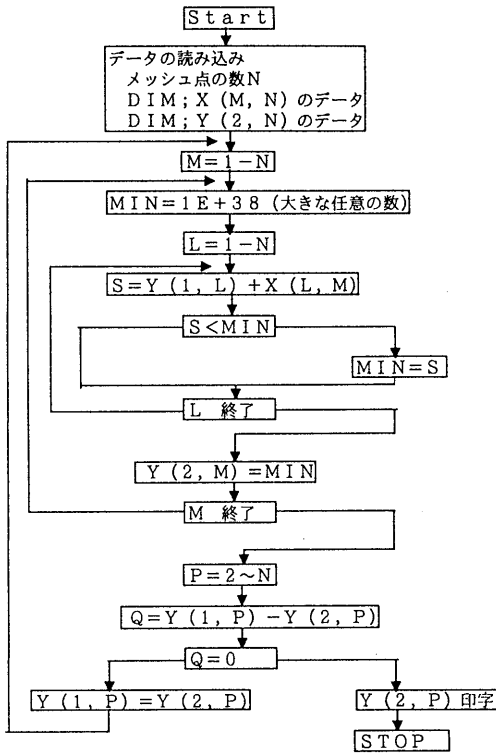 Start
データの読み込み
メッシュ点の数N
DIM;X(M,N)のデータ
DIM;Y(2,N)のデータ
M=1-N
MIN=1E+38(大きな任意の数)
L=1-N
S=Y(1,L)+X(L,M)
S<MIN
MIN=S
L 終了
Y(2,M)=MIN
M 終了
P=2~N
Q=Y(1,P)-Y(2,P)
Q=0
Y(1,P)=Y(2,P)
Y(2,P)印字
STOP